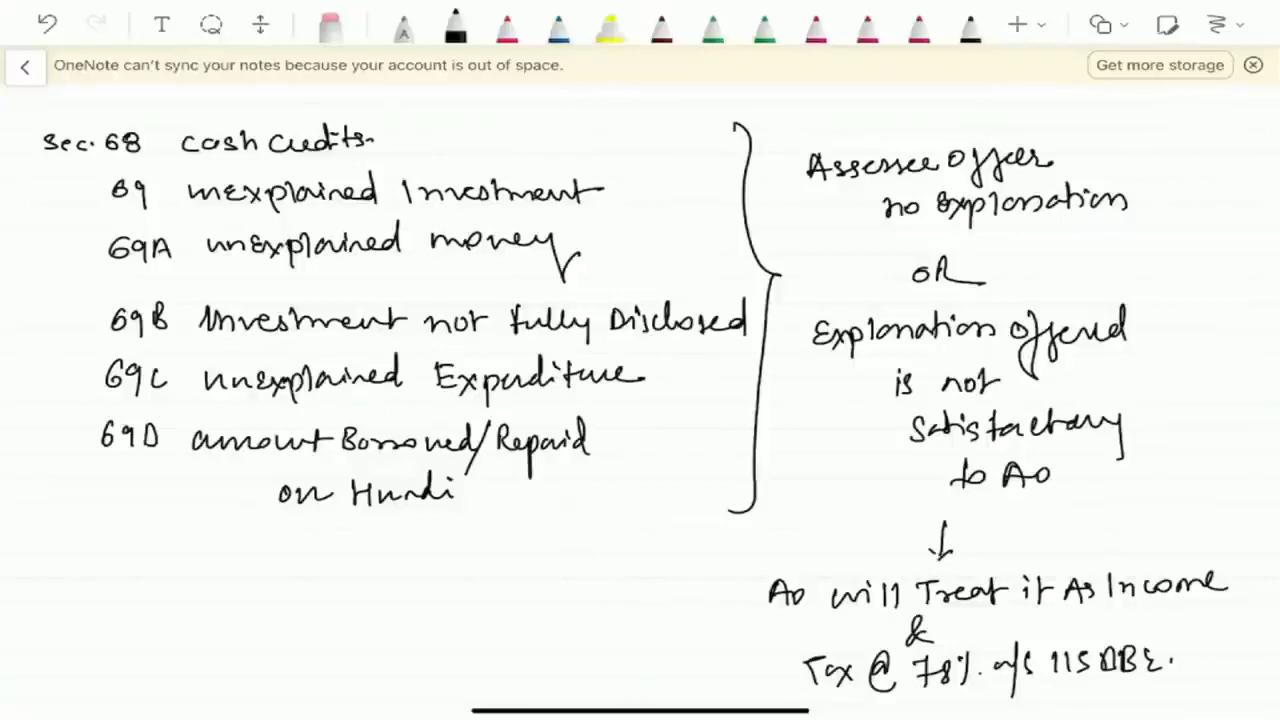 OneNote can't sync your notes because your account is out of space.
Get more storage
Sec. 68 cash credits.
69 unexplained Investment
69A unexplained money
69B Investment not fully Disclosed
69C unexplained Expenditure
69D amount Borrowed/Repaid
on Hundi
Assessee offer
no Explanation
OR
Explanation offered
is not
Satisfactory
to AO
AO will Treat it As Income
&
Tax @ 78%. u/s 115BBE.